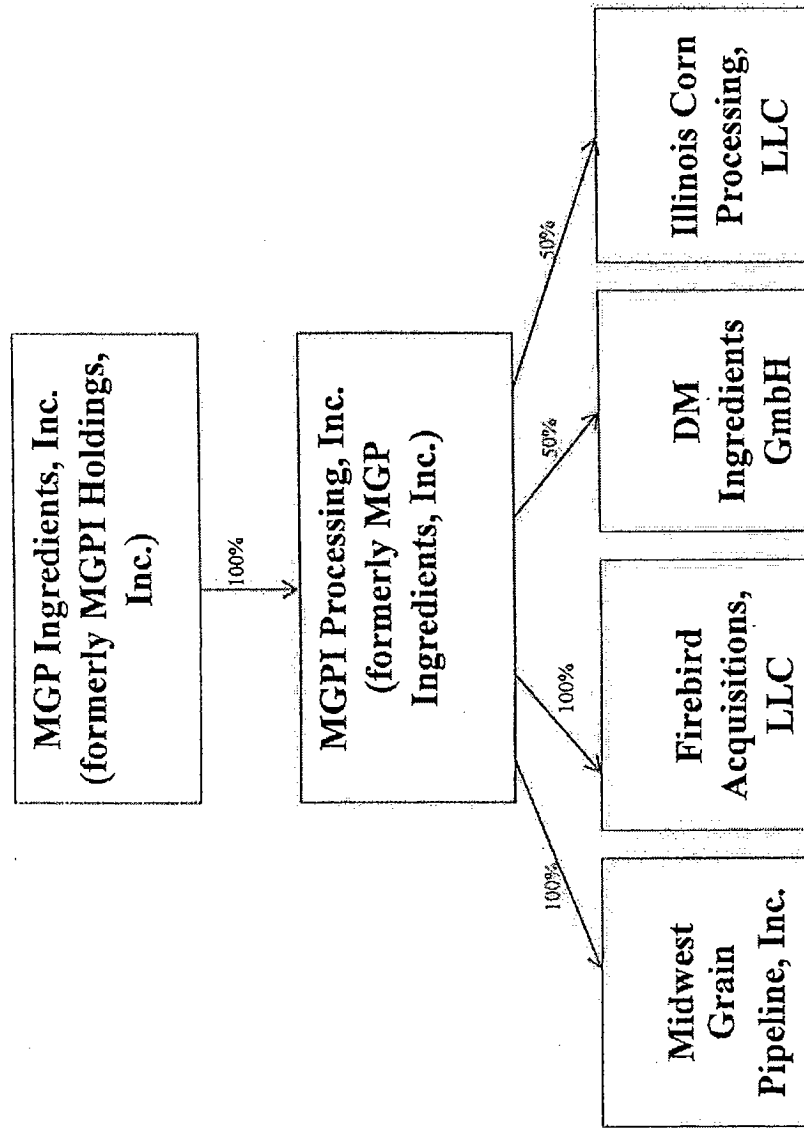 MGP Ingredients, Inc.
(formerly MGPI Holdings,
Inc.)
100%
MGPI Processing, Inc.
(formerly MGP
Ingredients, Inc.)
100%
100%
50%
50%
Midwest
Grain
Pipeline, Inc.
Firebird
Acquisitions,
LLC
DM
Ingredients
GmbH
Illinois Corn
Processing,
LLC